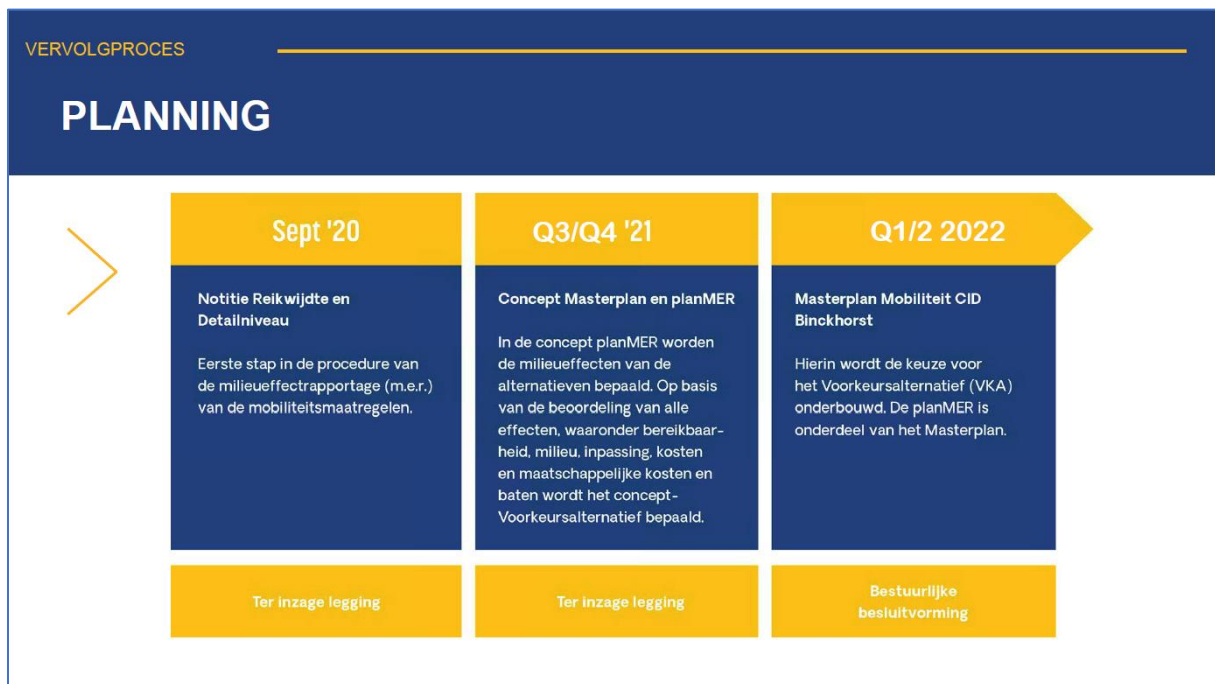 VERVOLGPROCES
PLANNING
Sept '20
Notitie Reikwijdte en
Detailniveau
Eerste stap in de procedure van
de milieueffectrapportage (m.e.r.)
van de mobiliteitsmaatregelen.
Ter inzage legging
Q3/Q4 '21
Concept Masterplan en planMER
In de concept planMER worden
de milieueffecten van de
alternatieven bepaald. Op basis
van de beoordeling van alle
effecten, waaronder bereikbaar-
heid, milieu, inpassing, kosten
en maatschappelijke kosten en
baten wordt het concept-
Voorkeursalternatief bepaald.
Ter inzage legging
Q1/2 2022
Masterplan Mobiliteit CID
Binckhorst
Hierin wordt de keuze voor
het Voorkeursalternatief (VKA)
onderbouwd. De planMER is
onderdeel van het Masterplan.
Bestuurlijke
besluitvorming